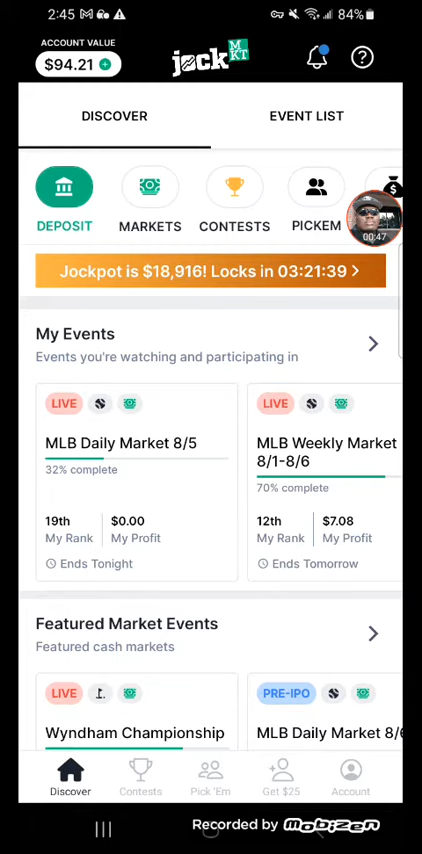 2:45
84%
ACCOUNT VALUE
$94.21
jock MKT
DISCOVER
EVENT LIST
DEPOSIT
MARKETS
CONTESTS
PICKEM
00:47
Jockpot is $18,916! Locks in 03:21:39
My Events
Events you're watching and participating in
LIVE
MLB Daily Market 8/5
32% complete
19th
$0.00
My Rank
My Profit
Ends Tonight
LIVE
MLB Weekly Market
8/1-8/6
70% complete
12th
$7.08
My Rank
My Profit
Ends Tomorrow
Featured Market Events
Featured cash markets
LIVE
Wyndham Championship
PRE-IPO
MLB Daily Market 8/6
Discover
Contests
Pick 'Em
Get $25
Account
Recorded by Mobizen